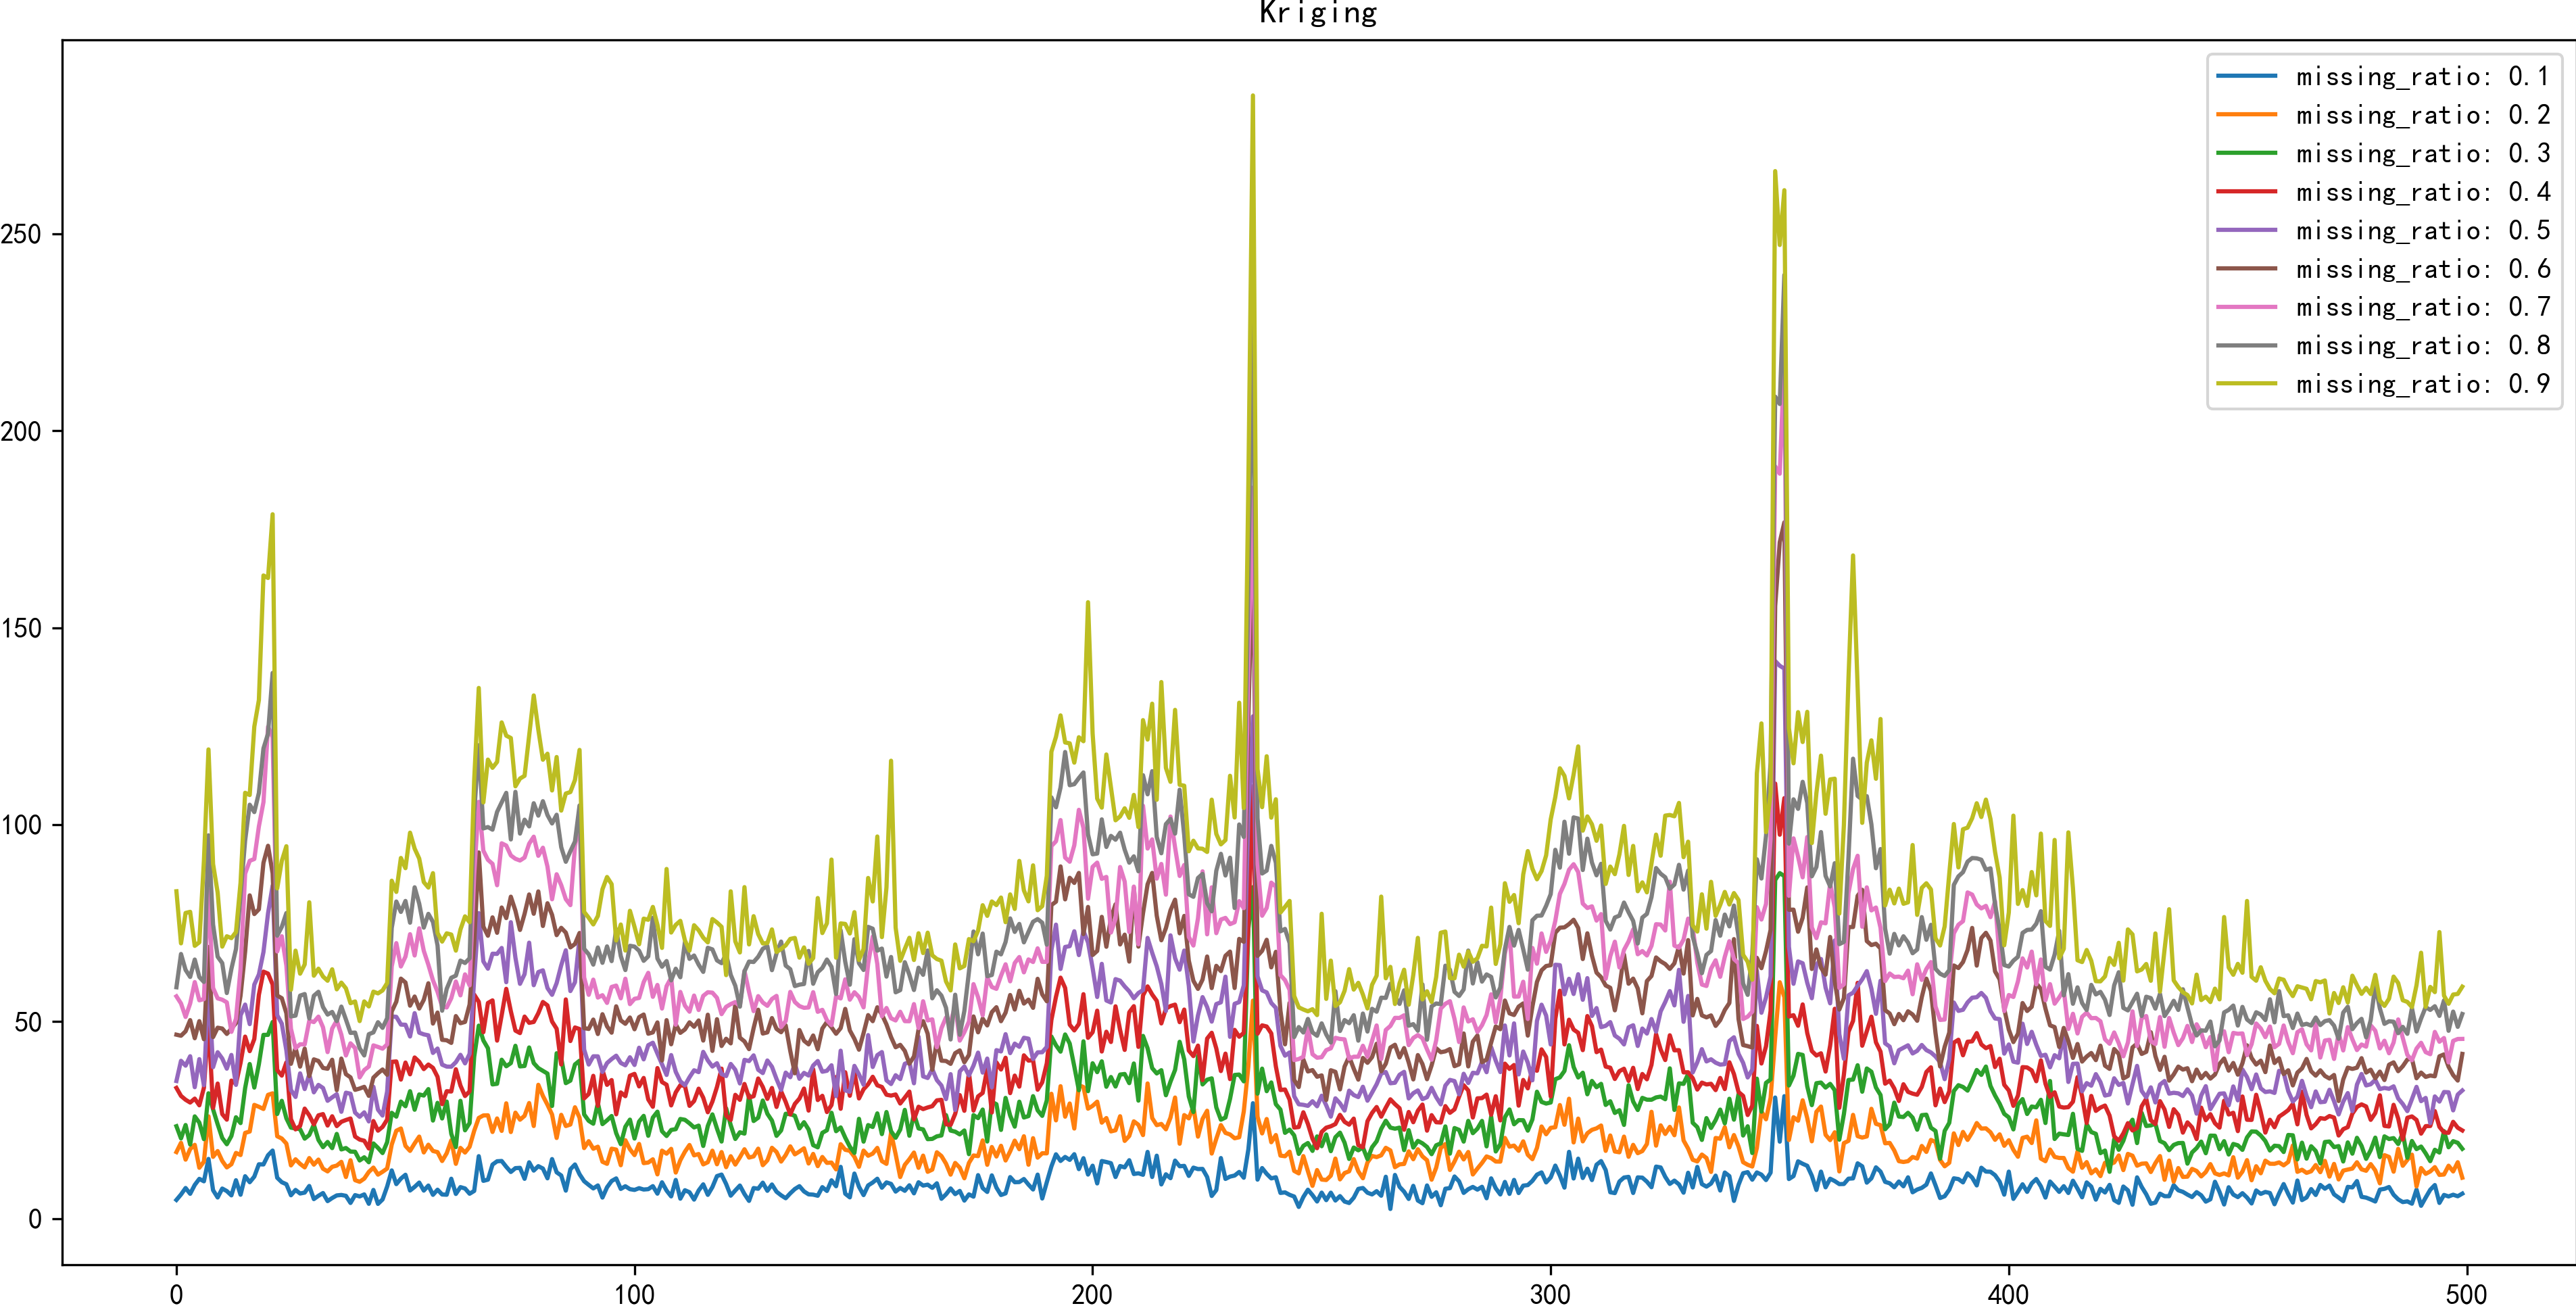 Kriging
missing_ratio: 0.1
missing_ratio: 0.2
missing_ratio: 0.3
missing_ratio: 0.4
missing_ratio: 0.5
missing_ratio: 0.6
missing_ratio: 0.7
missing_ratio: 0.8
missing_ratio: 0.9
250
200
150
100
50
0
0 100 200 300 400 500